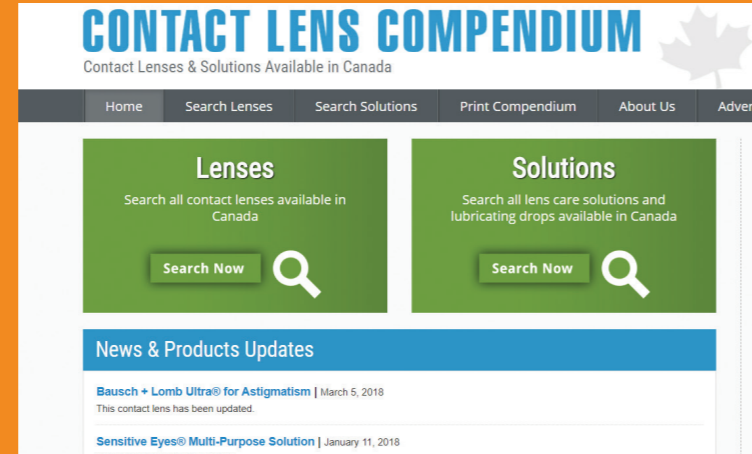 CONTACT LENS COMPENDIUM
Contact Lenses & Solutions Available in Canada
Home Search Lenses Search Solutions Print Compendium About Us
Lenses
Search all contact lenses available in
Canada
Search Now
Solutions
Search all lens care solutions and
lubricating drops available in Canada
Search Now
News & Products Updates
Bausch + Lomb Ultra® for Astigmatism | March 5, 2018
This contact lens has been updated.
Sensitive Eyes® Multi-Purpose Solution | January 11, 2018